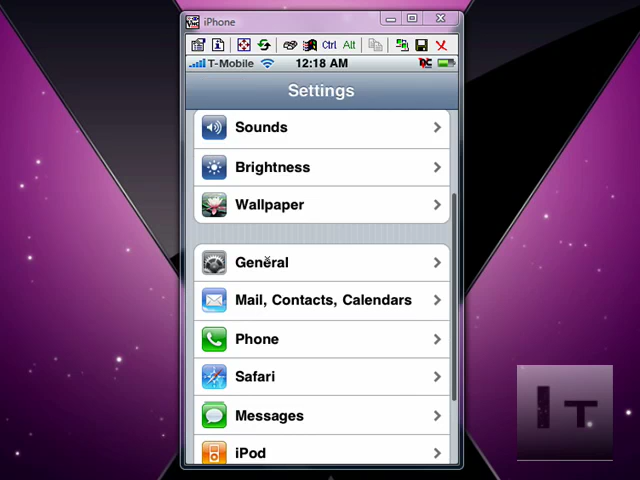 iPhone
Ctrl Alt
T-Mobile 12:18 AM
Settings
Sounds
Brightness
Wallpaper
General
Mail, Contacts, Calendars
Phone
Safari
Messages
iPod
IT